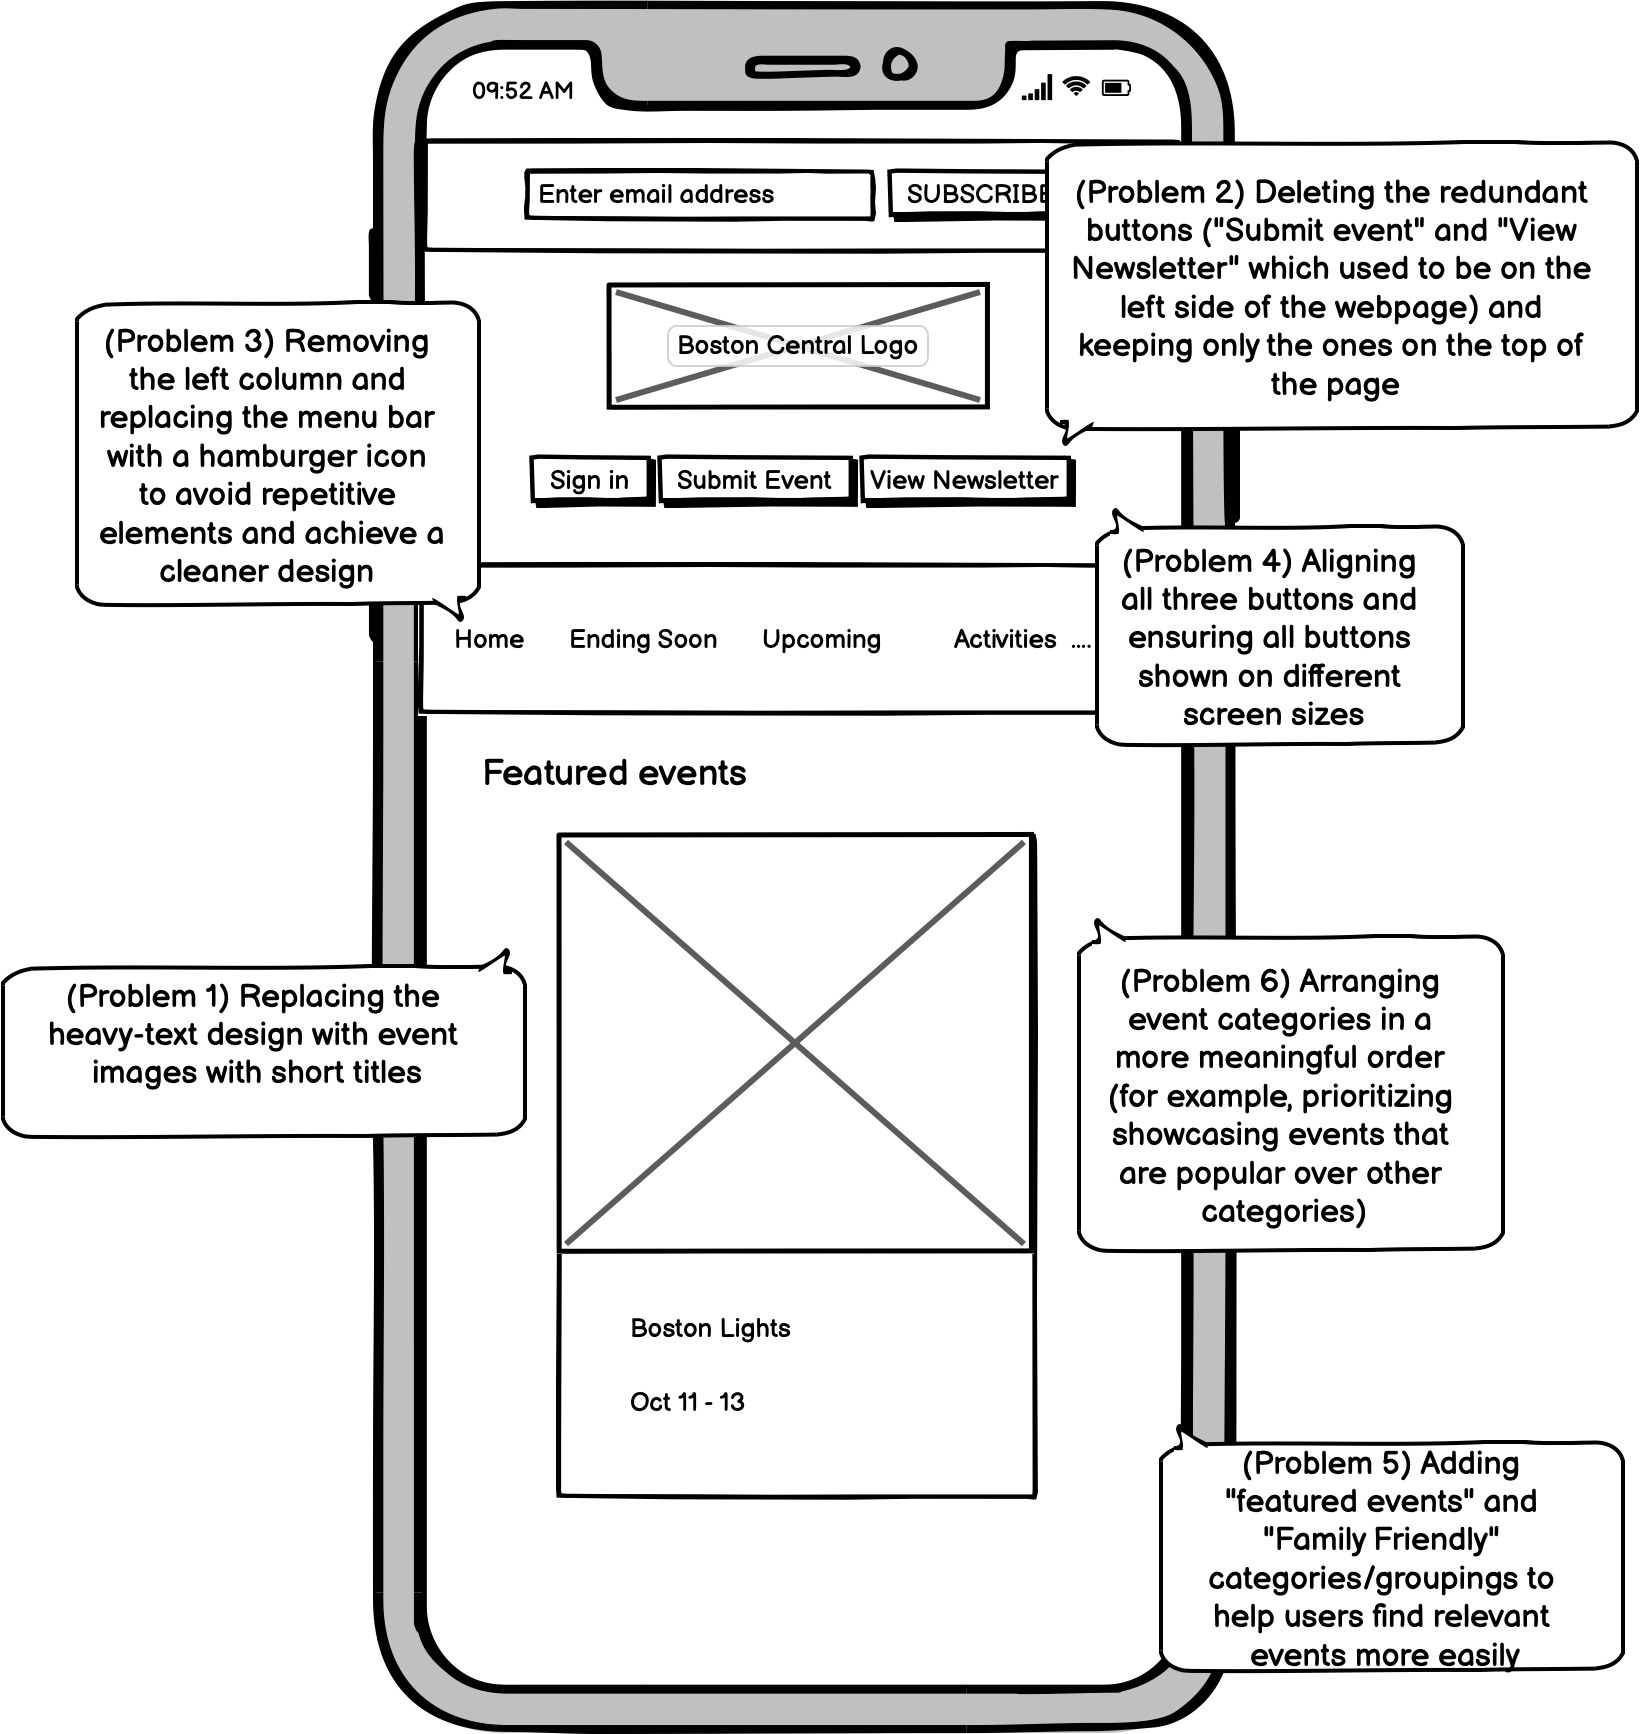 09:52 AM
Enter email address
SUBSCRIBE
(Problem 2) Deleting the redundant
buttons ("Submit event" and "View
Newsletter" which used to be on the
left side of the webpage) and
keeping only the ones on the top of
the page
Boston Central Logo
(Problem 3) Removing
the left column and
replacing the menu bar
with a hamburger icon
to avoid repetitive
elements and achieve a
cleaner design
Sign in
Submit Event
View Newsletter
(Problem 4) Aligning
all three buttons and
ensuring all buttons
shown on different
screen sizes
Home Ending Soon Upcoming Activities ....
Featured events
(Problem 1) Replacing the
heavy-text design with event
images with short titles
(Problem 6) Arranging
event categories in a
more meaningful order
(for example, prioritizing
showcasing events that
are popular over other
categories)
Boston Lights
Oct 11 - 13
(Problem 5) Adding
"featured events" and
"Family Friendly"
categories/groupings to
help users find relevant
events more easily